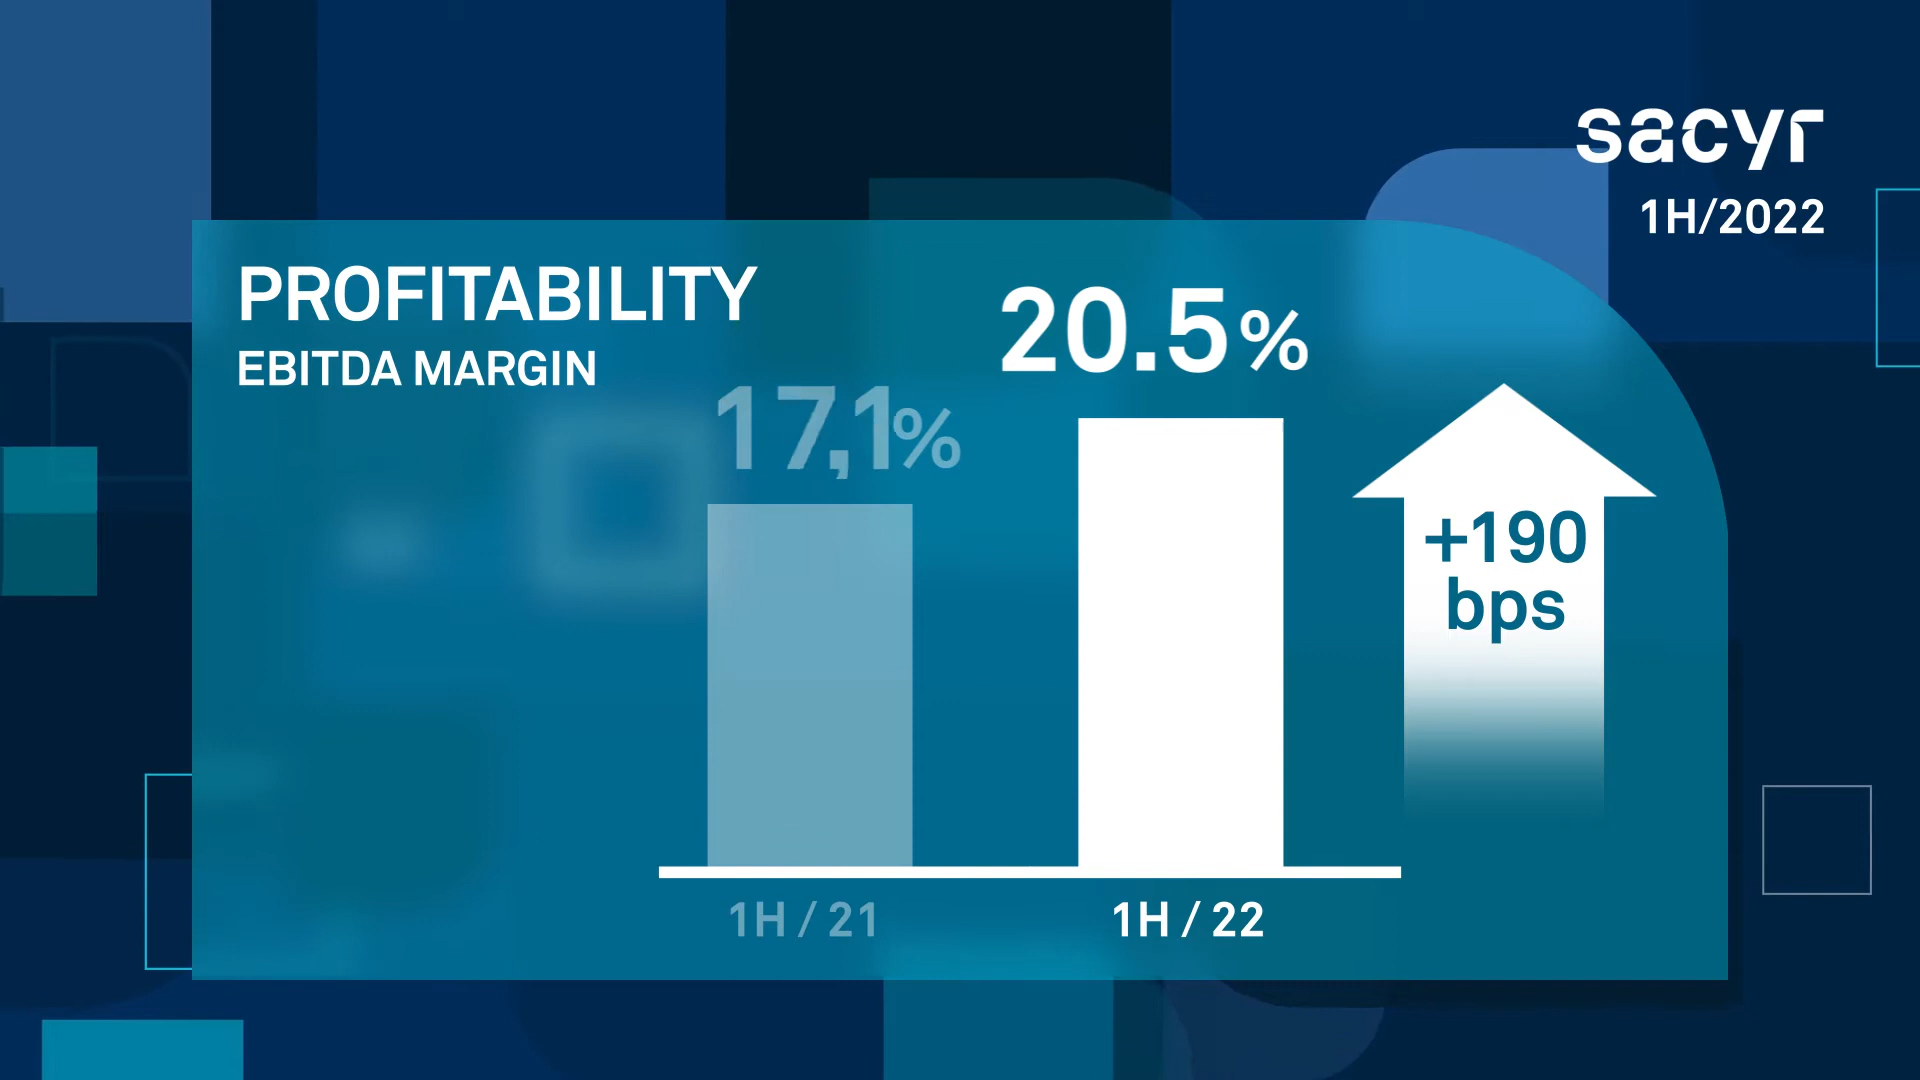 sacyr
1H/2022
PROFITABILITY
EBITDA MARGIN
17,1%
20.5%
+190
bps
1H / 21
1H / 22